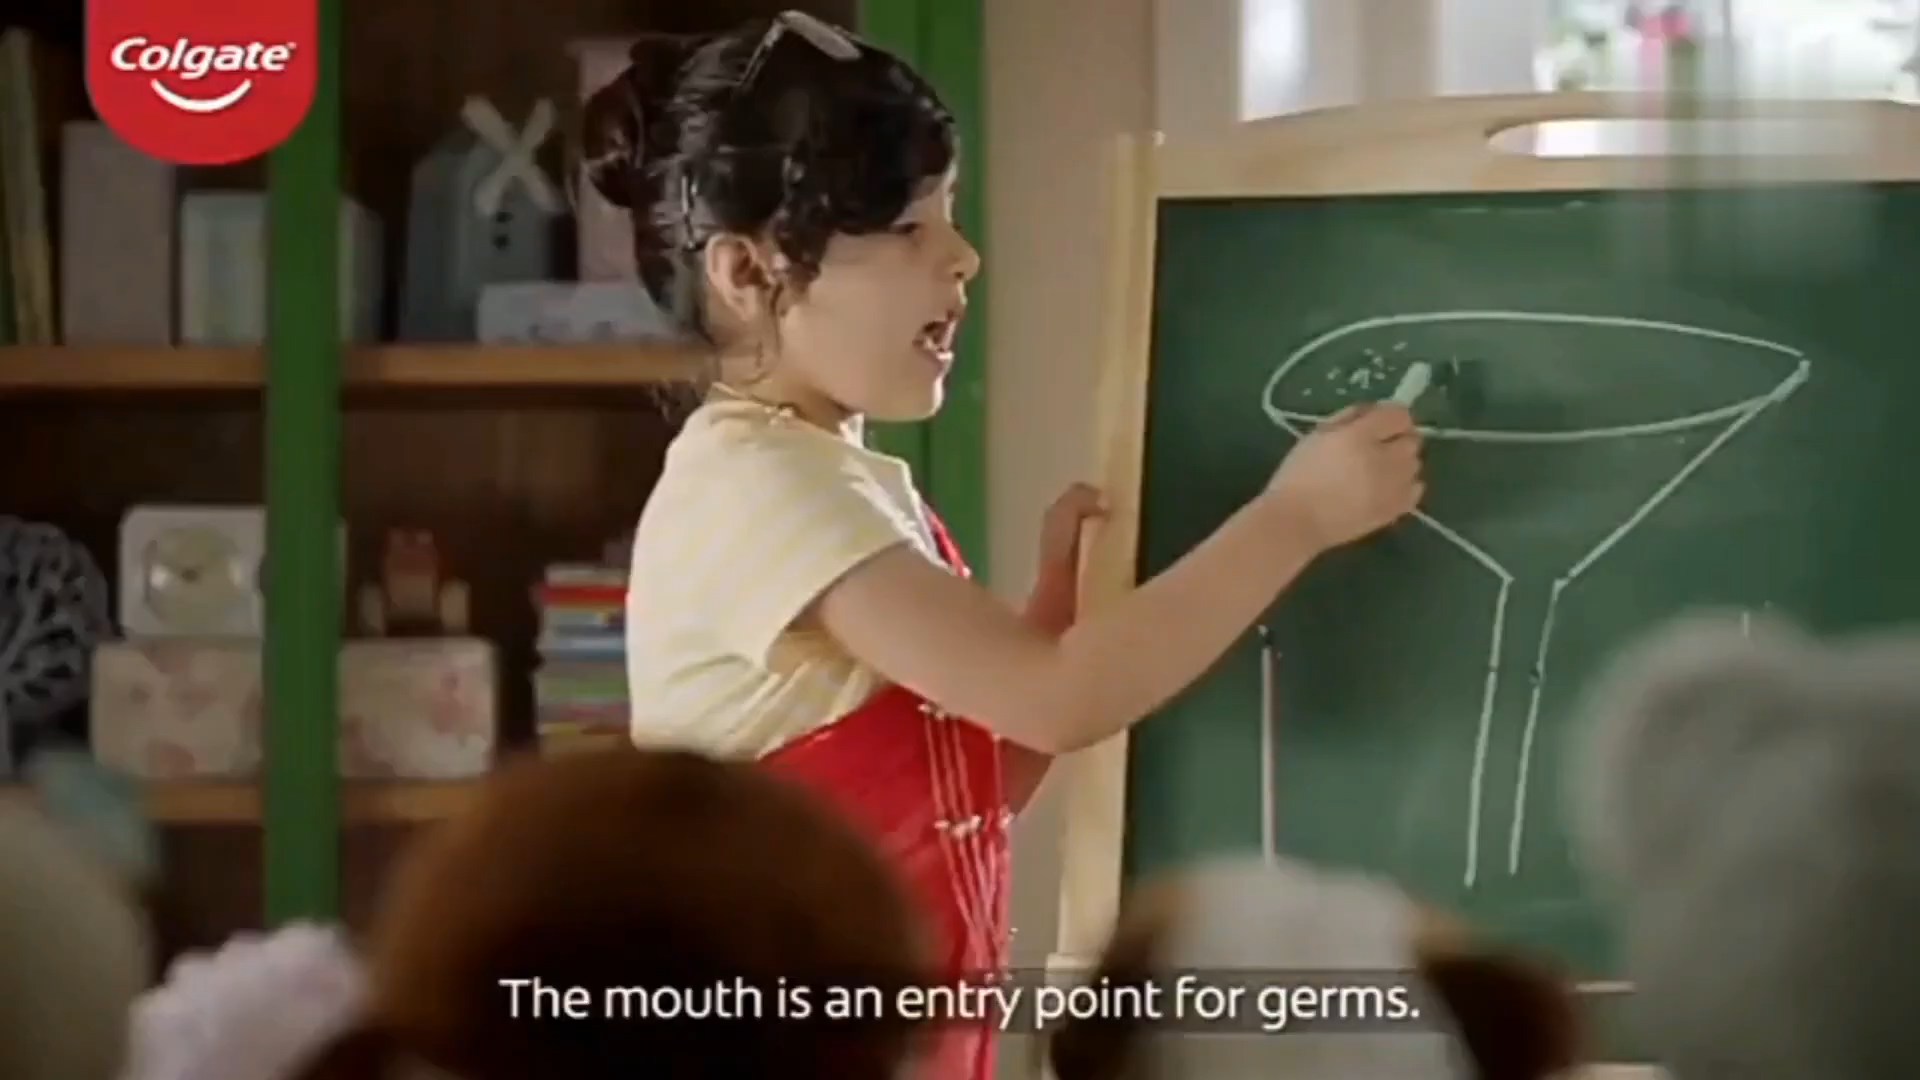 Colgate
The mouth is an entry point for germs.